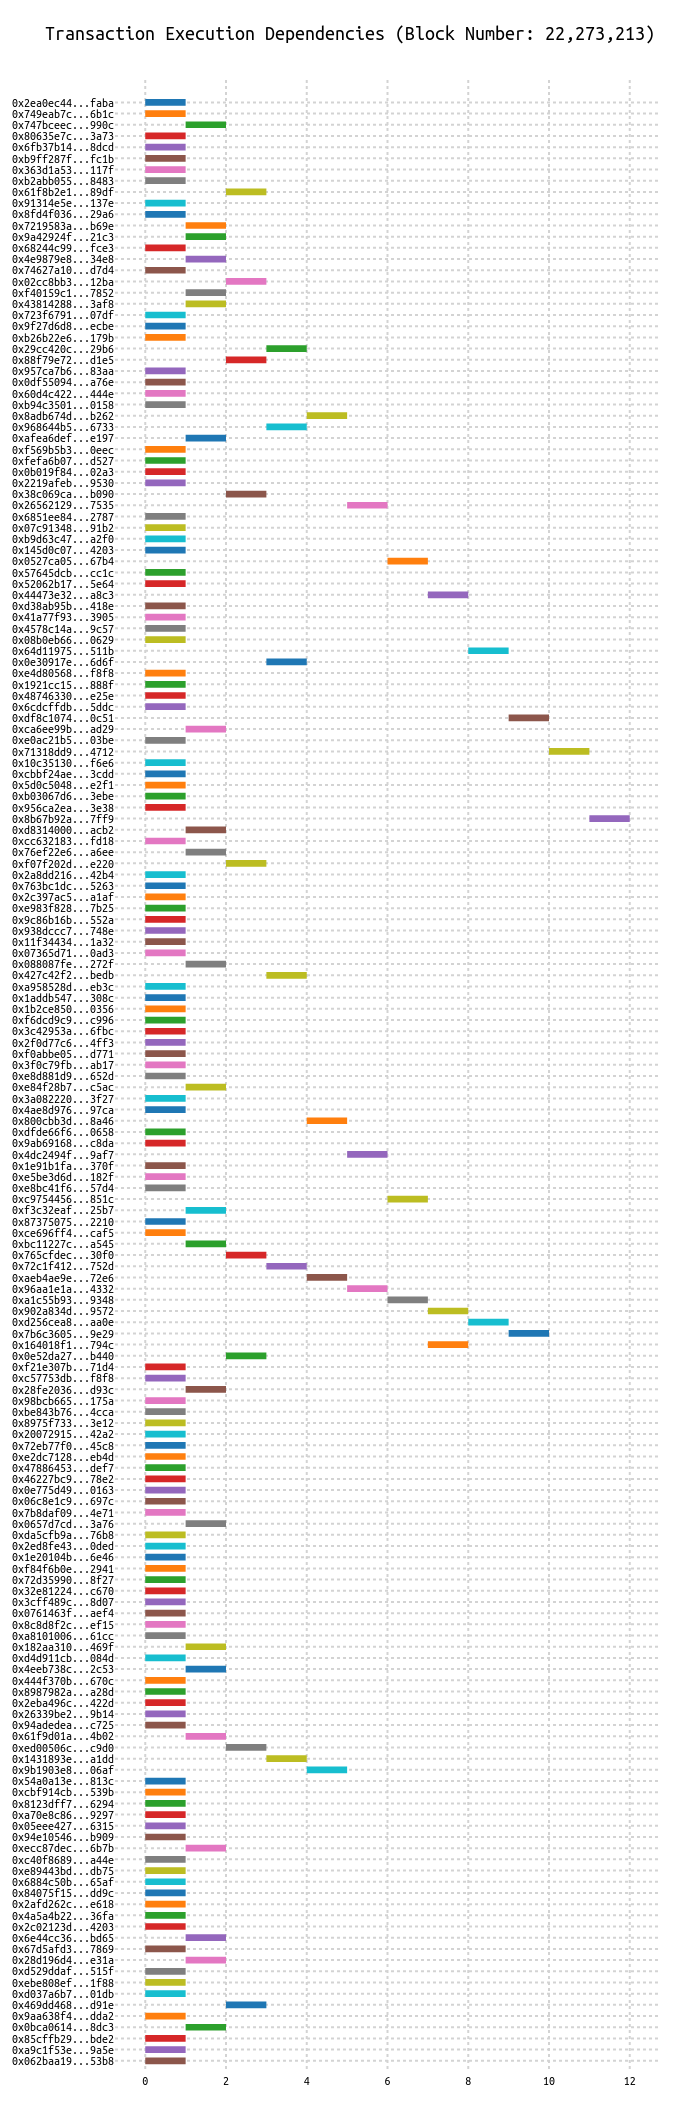 Transaction Execution Dependencies (Block Number: 22,273,213)
0x2ea0ec44...faba
0x749eab7c...6b1c
0x747bceec...990c
0x80635e7c...3a73
0x6fb37b14...8dcd
0xb9ff287f...fc1b
0x363d1a53...117f
0xb2abb055...8483
0x61f8b2e1...89df
0x91314e5e...137e
0x8fd4f036...29a6
0x7219583a...b69e
0x9a42924f...21c3
0x68244c99...fce3
0x4e9879e8...34e8
0x74627a10...d7d4
0x02cc8bb3...12ba
0xf40159c1...7852
0x43814288...3af8
0x723f6791...07df
0x9f27d6d8...ecbe
0xb26b22e6...179b
0x29cc420c...29b6
0x88f79e72...d1e5
0x957ca7b6...83aa
0x0df55094...a76e
0x60d4c422...444e
0xb94c3501...0158
0x8adb674d...b262
0x968644b5...6733
0xafea6def...e197
0xf569b5b3...0eec
0xfefa6b07...d527
0x0b019f84...02a3
0x2219afeb...9530
0x38c069ca...b090
0x26562129...7535
0x6851ee84...2787
0x07c91348...91b2
0xb9d63c47...a2f0
0x145d0c07...4203
0x0527ca05...67b4
0x57645dcb...cc1c
0x52062b17...5e64
0x44473e32...a8c3
0xd38ab95b...418e
0x41a77f93...3905
0x4578c14a...9c57
0x08b0eb66...0629
0x64d11975...511b
0x0e30917e...6d6f
0xe4d80568...f8f8
0x1921cc15...888f
0x48746330...e25e
0x6cdcffdb...5ddc
0xdf8c1074...0c51
0xca6ee99b...ad29
0xe0ac21b5...03be
0x71318dd9...4712
0x10c35130...f6e6
0xcbbf24ae...3cdd
0x5d0c5048...e2f1
0xb03067d6...3ebe
0x956ca2ea...3e38
0x8b67b92a...7ff9
0xd8314000...acb2
0xcc632183...fd18
0x76ef22e6...a6ee
0xf07f202d...e220
0x2a8dd216...42b4
0x763bc1dc...5263
0x2c397ac5...a1af
0xe983f828...7b25
0x9c86b16b...552a
0x938dccc7...748e
0x11f34434...1a32
0x07365d71...0ad3
0x088087fe...272f
0x427c42f2...bedb
0xa958528d...eb3c
0x1addb547...308c
0x1b2ce850...0356
0xf6dcd9c9...c996
0x3c42953a...6fbc
0x2f0d77c6...4ff3
0xf0abbe05...d771
0x3f0c79fb...ab17
0xe8d881d9...652d
0xe84f28b7...c5ac
0x3a082220...3f27
0x4ae8d976...97ca
0x800cbb3d...8a46
0xdfde66f6...0658
0x9ab69168...c8da
0x4dc2494f...9af7
0x1e91b1fa...370f
0xe5be3d6d...182f
0xe8bc41f6...57d4
0xc9754456...851c
0xf3c32eaf...25b7
0x87375075...2210
0xce696ff4...caf5
0xbc11227c...a545
0x765cfdec...30f0
0x72c1f412...752d
0xaeb4ae9e...72e6
0x96aa1e1a...4332
0xa1c55b93...9348
0x902a834d...9572
0xd256cea8...aa0e
0x7b6c3605...9e29
0x164018f1...794c
0x0e52da27...b440
0xf21e307b...71d4
0xc57753db...f8f8
0x28fe2036...d93c
0x98bcb665...175a
0xbe843b76...4cca
0x8975f733...3e12
0x20072915...42a2
0x72eb77f0...45c8
0xe2dc7128...eb4d
0x47886453...def7
0x46227bc9...78e2
0x0e775d49...0163
0x06c8e1c9...697c
0x7b8daf09...4e71
0x0657d7cd...3a76
0xda5cfb9a...76b8
0x2ed8fe43...0ded
0x1e20104b...6e46
0xf84f6b0e...2941
0x72d35990...8f27
0x32e81224...c670
0x3cff489c...8d07
0x0761463f...aef4
0x8c8d8f2c...ef15
0xa8101006...61cc
0x182aa310...469f
0xd4d911cb...084d
0x4eeb738c...2c53
0x444f370b...670c
0x8987982a...a28d
0x2eba496c...422d
0x26339be2...9b14
0x94adedea...c725
0x61f9d01a...4b02
0xed00506c...c9d0
0x1431893e...a1dd
0x9b1903e8...06af
0x54a0a13e...813c
0xcbf914cb...539b
0x8123dff7...6294
0xa70e8c86...9297
0x05eee427...6315
0x94e10546...b909
0xecc87dec...6b7b
0xc40f8689...a44e
0xe89443bd...db75
0x6884c50b...65af
0x84075f15...dd9c
0x2afd262c...e618
0x4a5a4b22...36fa
0x2c02123d...4203
0x6e44cc36...bd65
0x67d5afd3...7869
0x28d196d4...e31a
0xd529ddaf...515f
0xebe808ef...1f88
0xd037a6b7...01db
0x469dd468...d91e
0x9aa638f4...dda2
0x0bca0614...8dc3
0x85cffb29...bde2
0xa9c1f53e...9a5e
0x062baa19...53b8
0 2 4 6 8 10 12